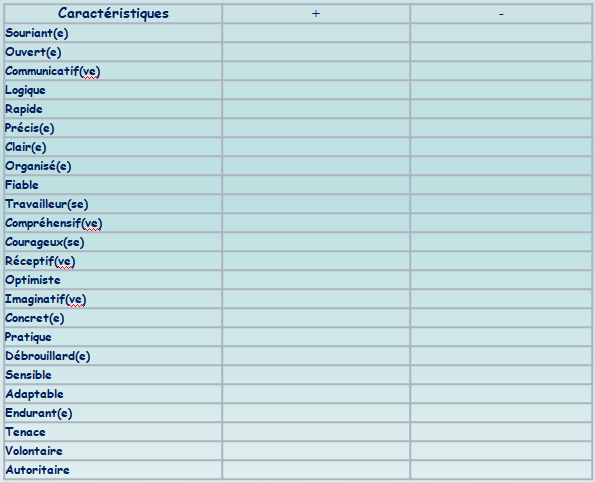 Caractéristiques + -
Souriant(e)
Ouvert(e)
Communicatif(ve)
Logique
Rapide
Précis(e)
Clair(e)
Organisé(e)
Fiable
Travailleur(se)
Compréhensif(ve)
Courageux(se)
Réceptif(ve)
Optimiste
Imaginatif(ve)
Concret(e)
Pratique
Débrouillard(e)
Sensible
Adaptable
Endurant(e)
Tenace
Volontaire
Autoritaire